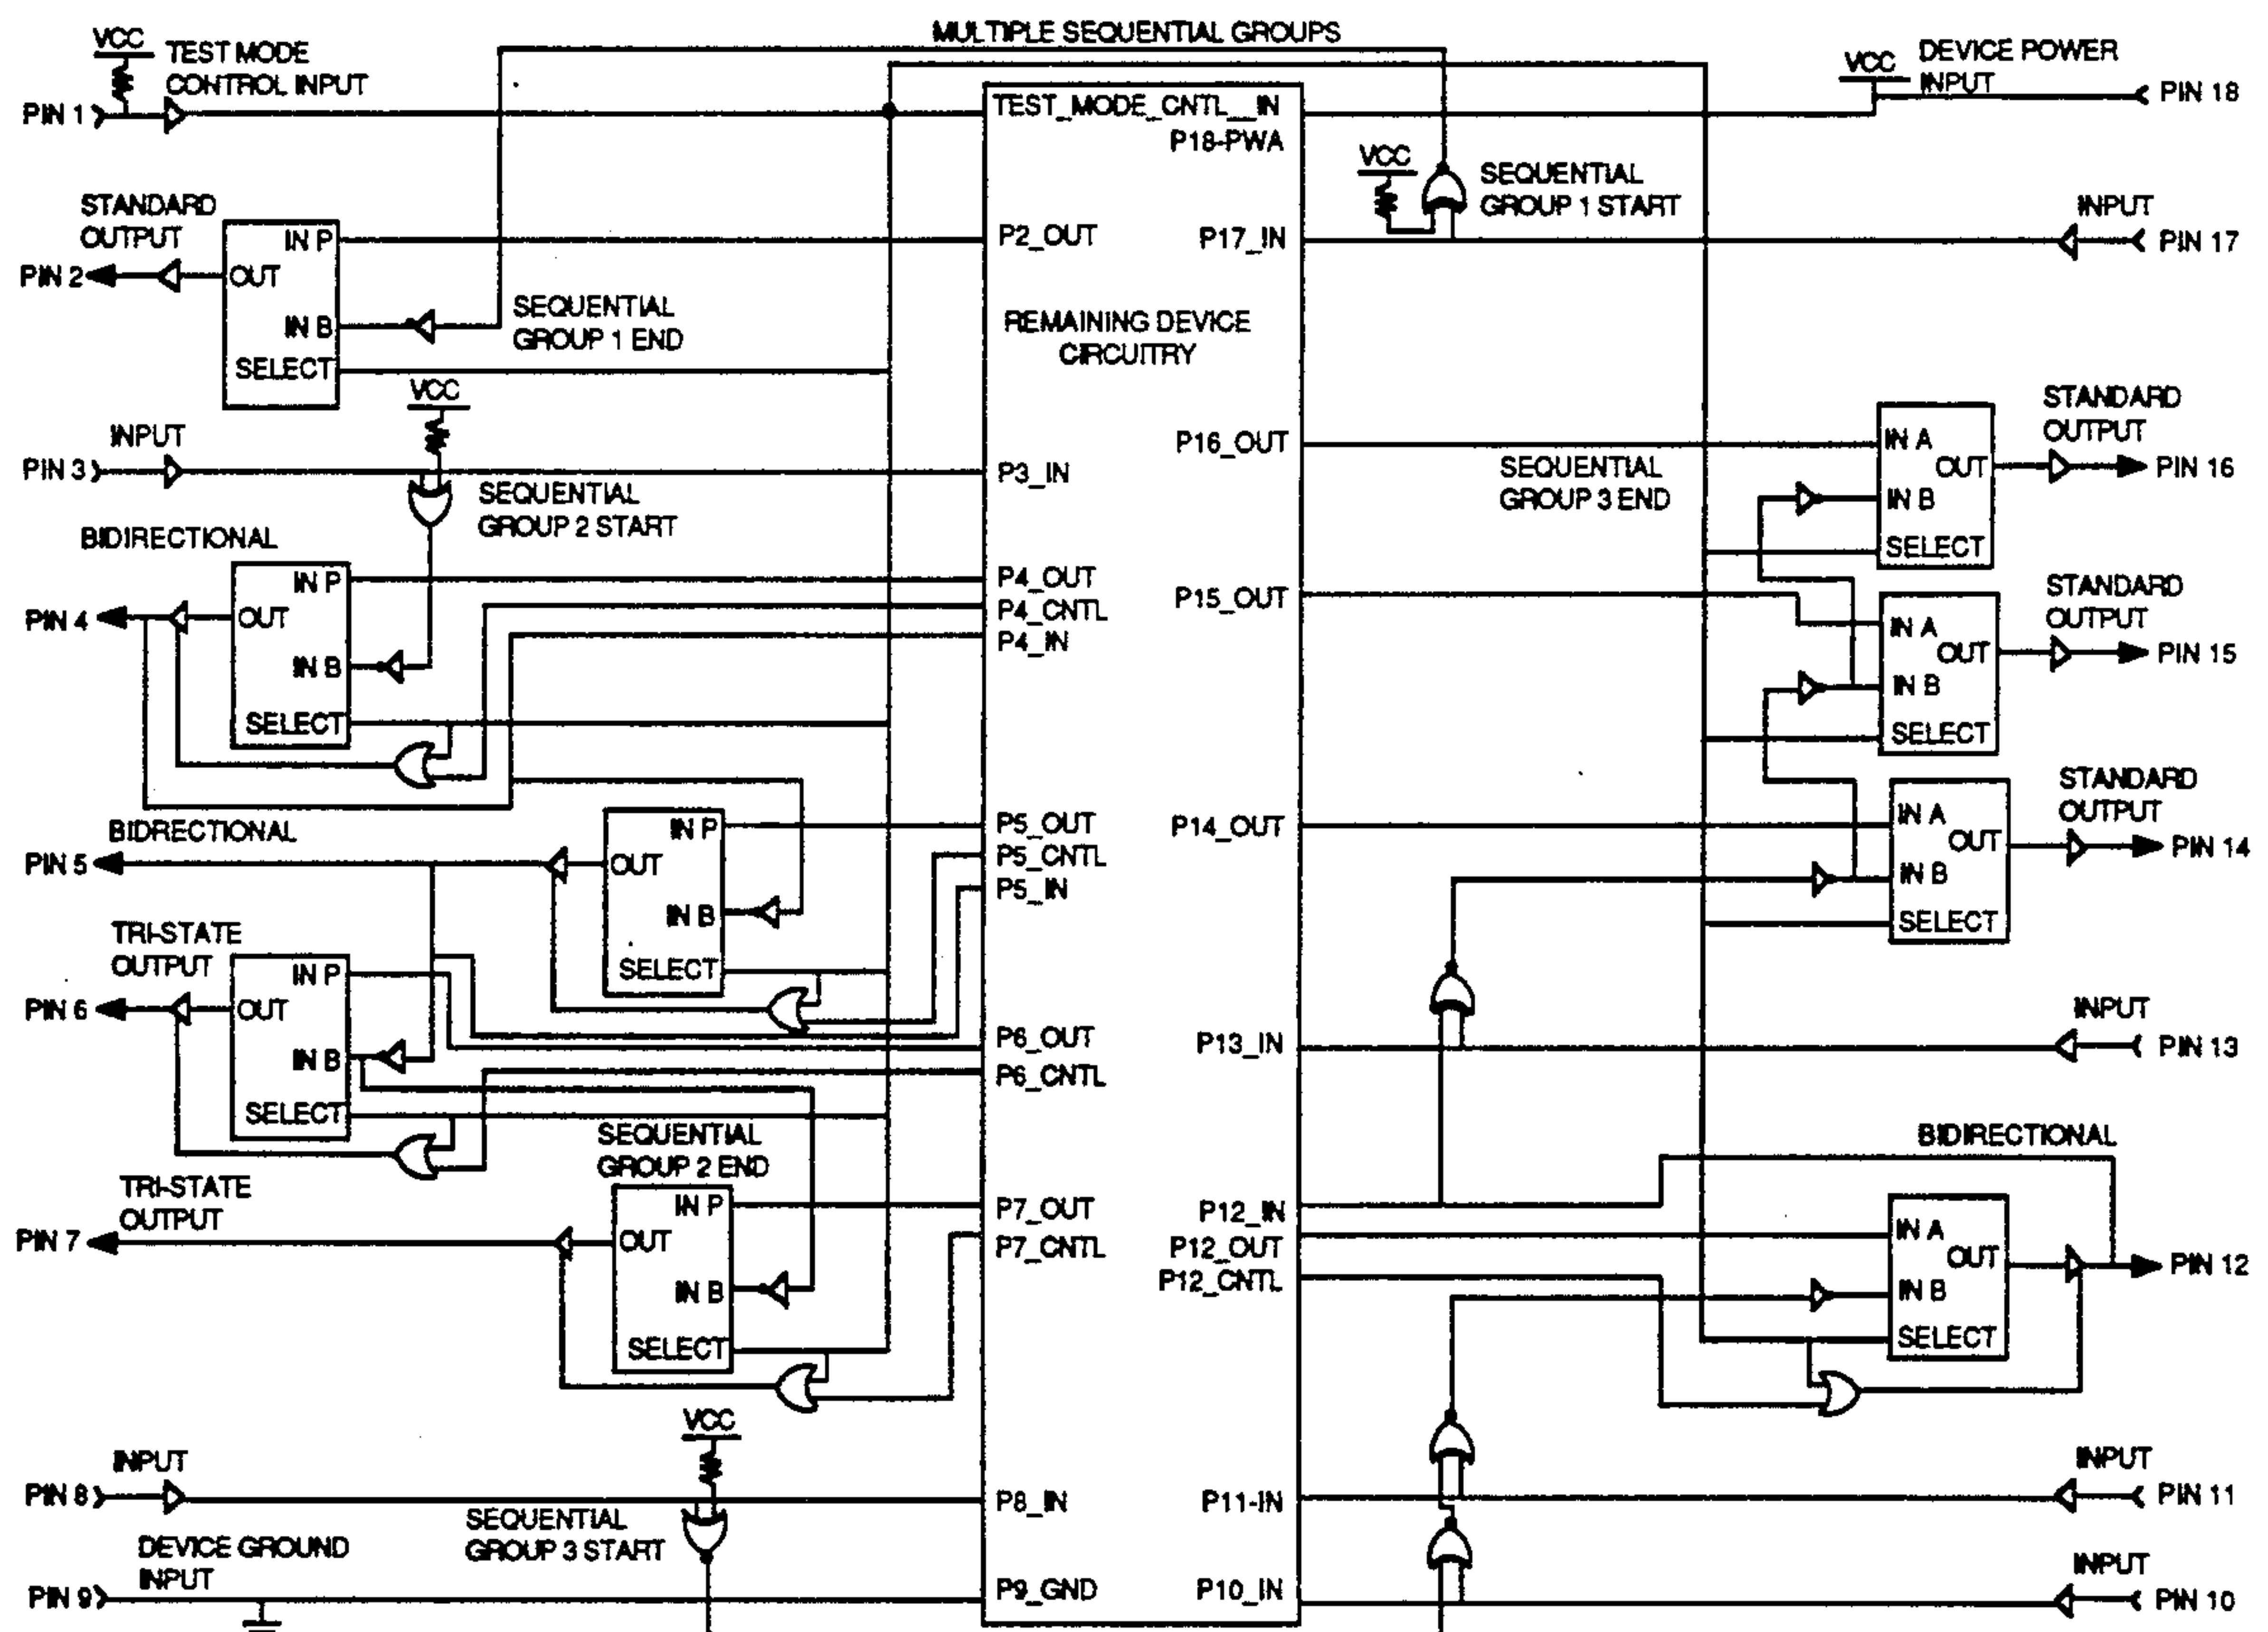 MULTIPLE SEQUENTIAL GROUPS
VCC
TEST MODE
CONTROL INPUT
PIN 1
STANDARD
OUTPUT
PIN 2
IN P
OUT
IN B
SELECT
SEQUENTIAL
GROUP 1 END
VCC
INPUT
PIN 3
SEQUENTIAL
GROUP 2 START
BIDIRECTIONAL
PIN 4
IN P
OUT
IN B
SELECT
BIDRECTIONAL
PIN 5
IN P
OUT
IN B
SELECT
TRI-STATE
OUTPUT
PIN 6
IN P
OUT
IN B
SELECT
SEQUENTIAL
GROUP 2 END
TRI-STATE
OUTPUT
PIN 7
IN P
OUT
IN B
SELECT
VCC
INPUT
PIN 8
SEQUENTIAL
GROUP 3 START
DEVICE GROUND
INPUT
PIN 9
TEST_MODE_CNTL__IN
P18-PWA
P2_OUT
P17_IN
REMAINING DEVICE
CIRCUITRY
P16_OUT
P3_IN
P4_OUT
P4_CNTL
P4_IN
P15_OUT
P5_OUT
P5_CNTL
P5_IN
P14_OUT
P6_OUT
P6_CNTL
P13_IN
P7_OUT
P7_CNTL
P12_IN
P12_OUT
P12_CNTL
P8_IN
P11-IN
P9_GND
P10_IN
VCC
DEVICE POWER
INPUT
PIN 18
VCC
SEQUENTIAL
GROUP 1 START
INPUT
PIN 17
SEQUENTIAL
GROUP 3 END
IN A
OUT
IN B
SELECT
STANDARD
OUTPUT
PIN 16
IN A
OUT
IN B
SELECT
STANDARD
OUTPUT
PIN 15
IN A
OUT
IN B
SELECT
STANDARD
OUTPUT
PIN 14
INPUT
PIN 13
BIDIRECTIONAL
IN A
OUT
IN B
SELECT
PIN 12
INPUT
PIN 11
INPUT
PIN 10